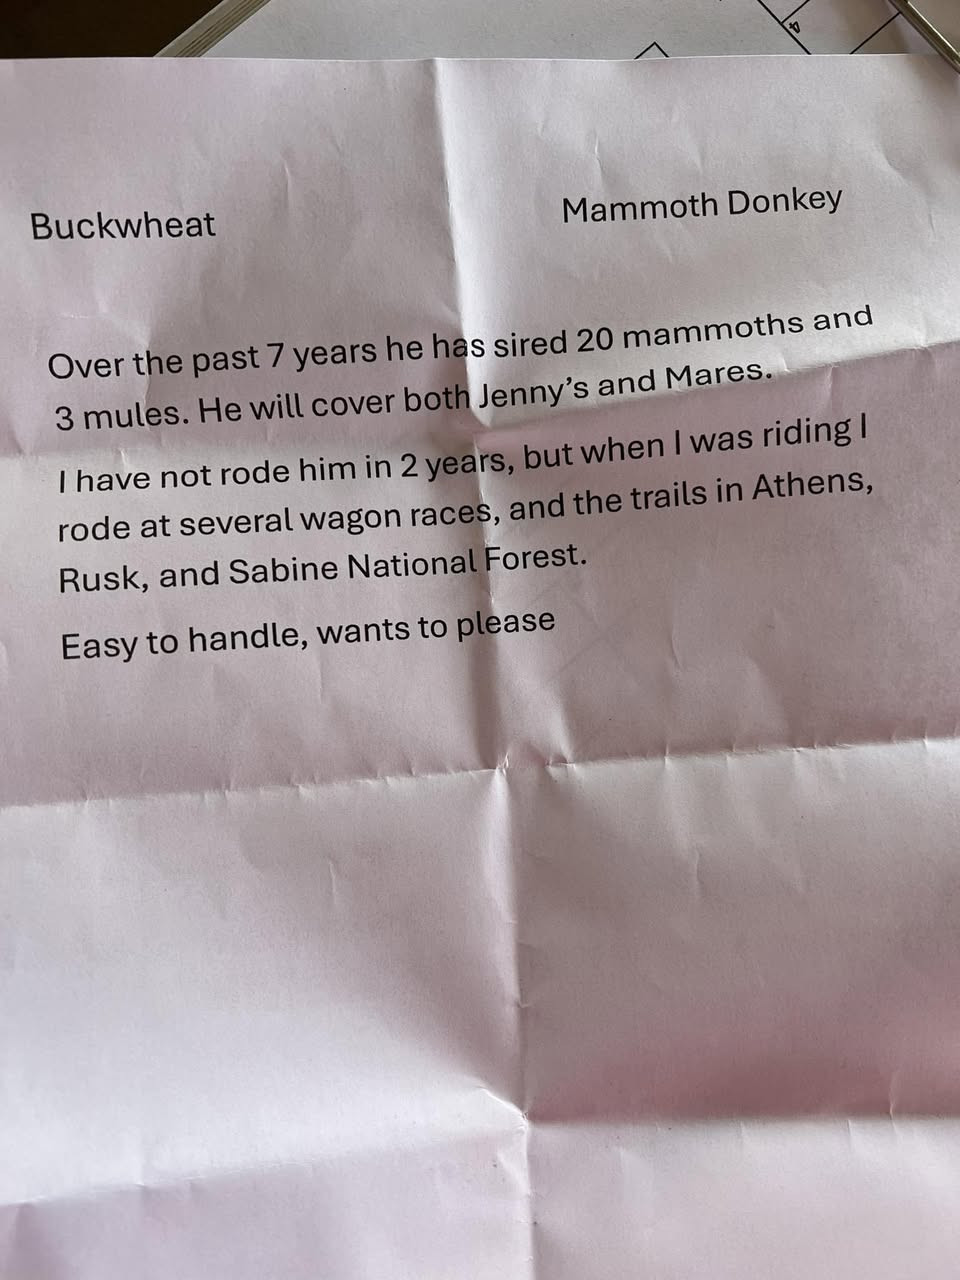 4
Buckwheat Mammoth Donkey
Over the past 7 years he has sired 20 mammoths and
3 mules. He will cover both Jenny's and Mares.
I have not rode him in 2 years, but when I was riding I
rode at several wagon races, and the trails in Athens,
Rusk, and Sabine National Forest.
Easy to handle, wants to please